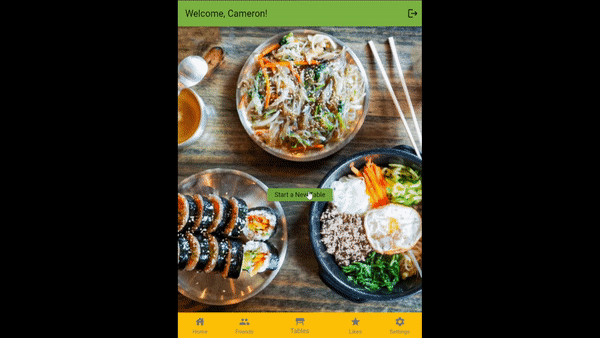 Welcome, Cameron!
Start a New Table
Home
Friends
Tables
Likes
Settings